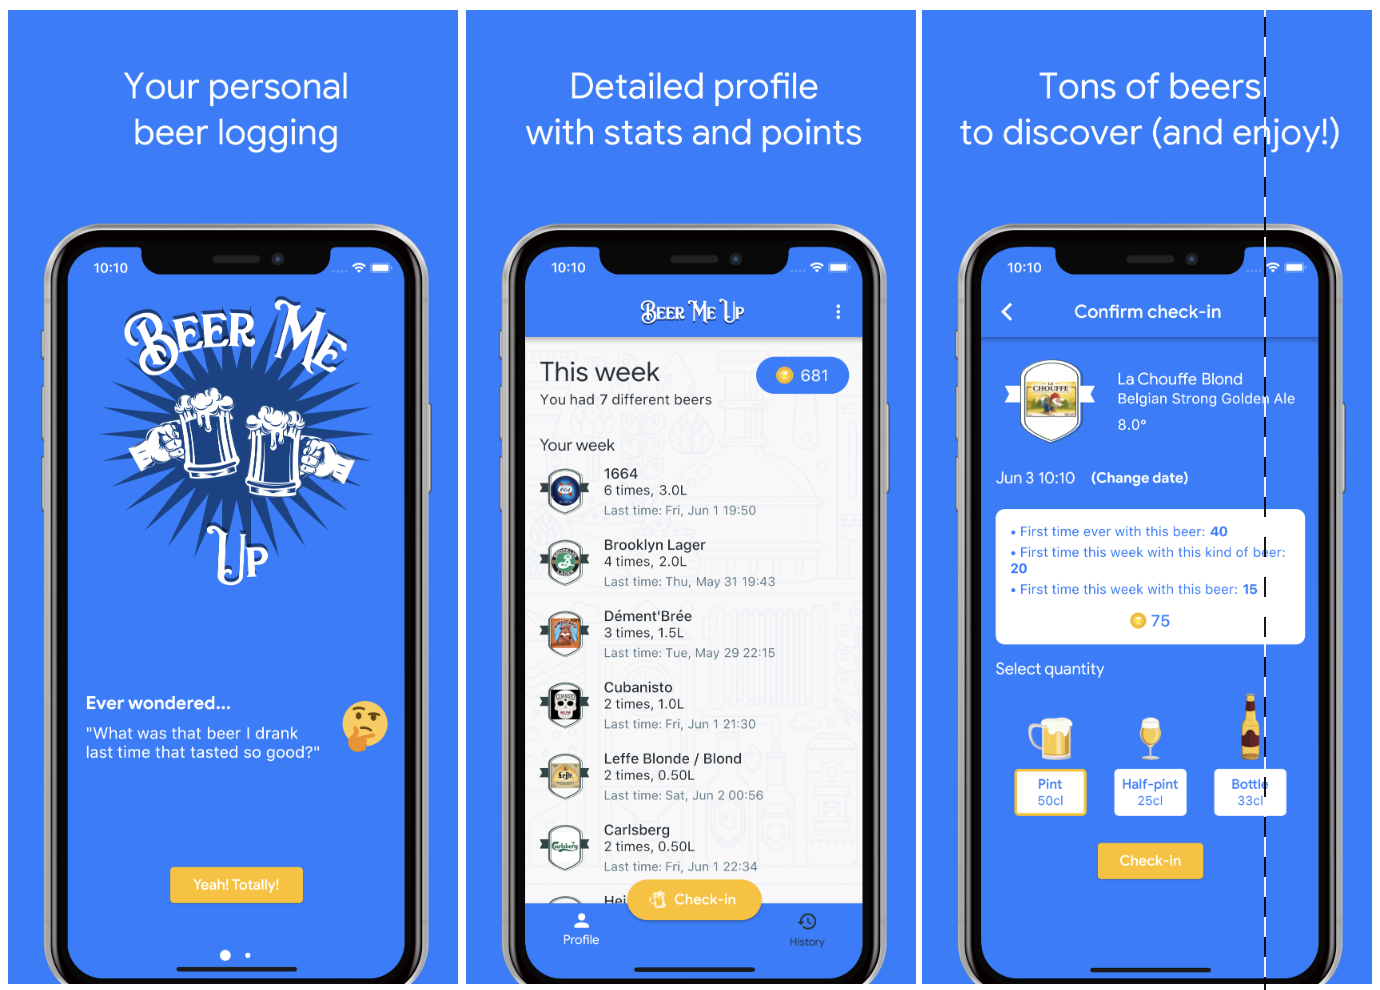 Your personal
beer logging
10:10
BEER ME
UP
Ever wondered...
"What was that beer I drank
last time that tasted so good?"
Yeah! Totally!
Detailed profile
with stats and points
10:10
BEER ME UP
This week
681
You had 7 different beers
Your week
1664
6 times, 3.0L
Last time: Fri, Jun 1 19:50
Brooklyn Lager
4 times, 2.0L
Last time: Thu, May 31 19:43
Dément'Brée
3 times, 1.5L
Last time: Tue, May 29 22:15
Cubanisto
2 times, 1.0L
Last time: Fri, Jun 1 21:30
Leffe Blonde / Blond
2 times, 0.50L
Last time: Sat, Jun 2 00:56
Leffe
Carlsberg
2 times, 0.50L
Last time: Fri, Jun 1 22:34
Carlsberg
Hei
Check-in
Profile
History
Tons of beers
to discover (and enjoy!)
10:10
Confirm check-in
CHOUFFE
La Chouffe Blond
Belgian Strong Golden Ale
8.0°
Jun 3 10:10 (Change date)
• First time ever with this beer: 40
• First time this week with this kind of beer:
20
• First time this week with this beer: 15
75
Select quantity
Pint
50cl
Half-pint
25cl
Bottle
33cl
Check-in